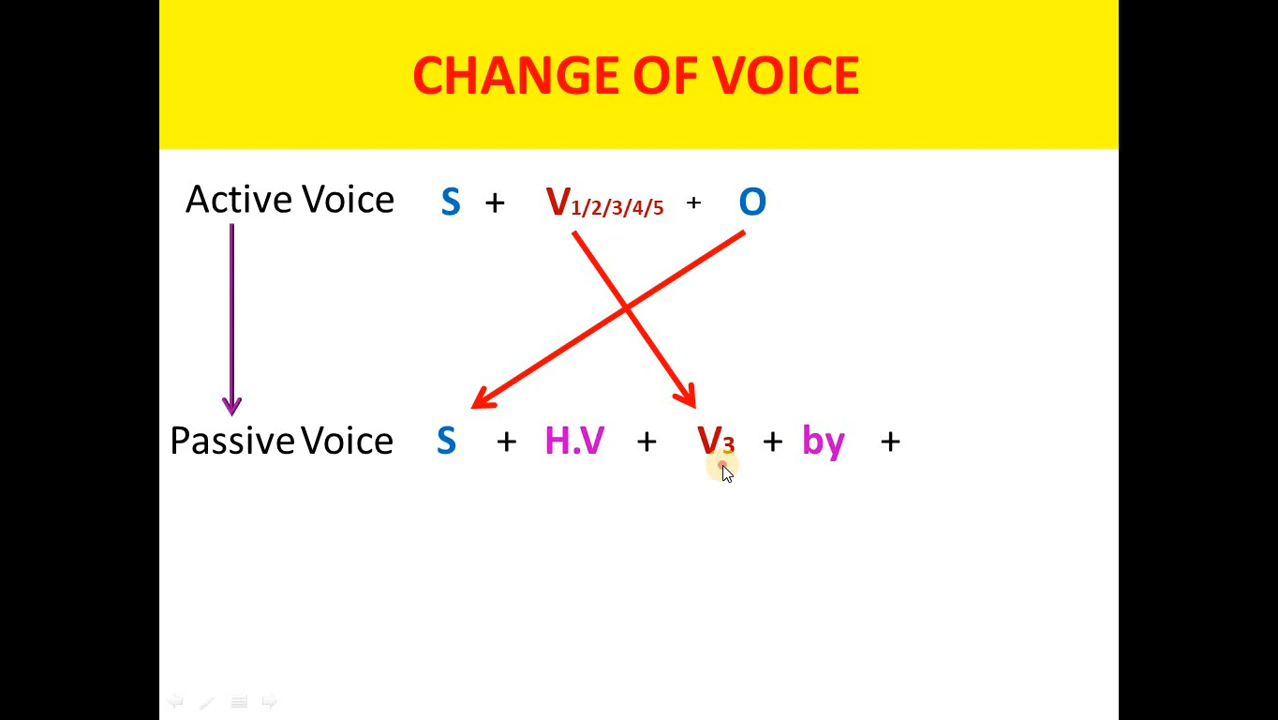 CHANGE OF VOICE
Active Voice S + V1/2/3/4/5 + O
Passive Voice S + H.V + V3 + by +